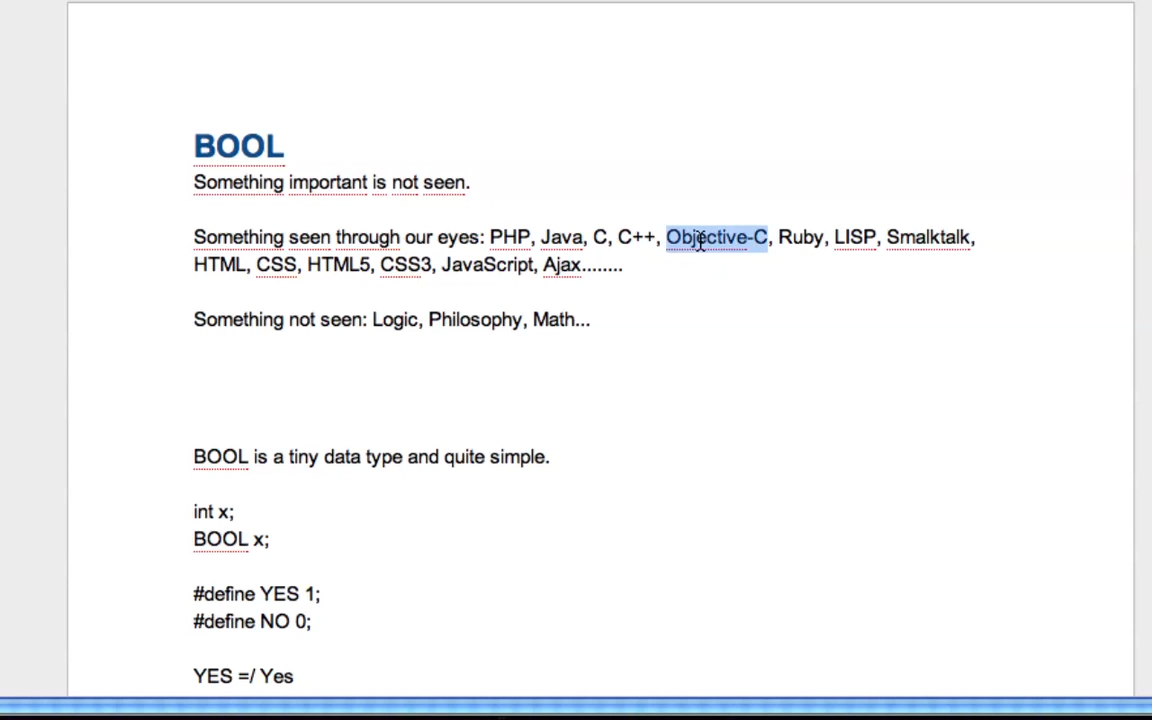 BOOL
Something important is not seen.
Something seen through our eyes: PHP, Java, C, C++, Objective-C, Ruby, LISP, Smalktalk,
HTML, CSS, HTML5, CSS3, JavaScript, Ajax........
Something not seen: Logic, Philosophy, Math...
BOOL is a tiny data type and quite simple.
int x;
BOOL x;
#define YES 1;
#define NO 0;
YES =/ Yes